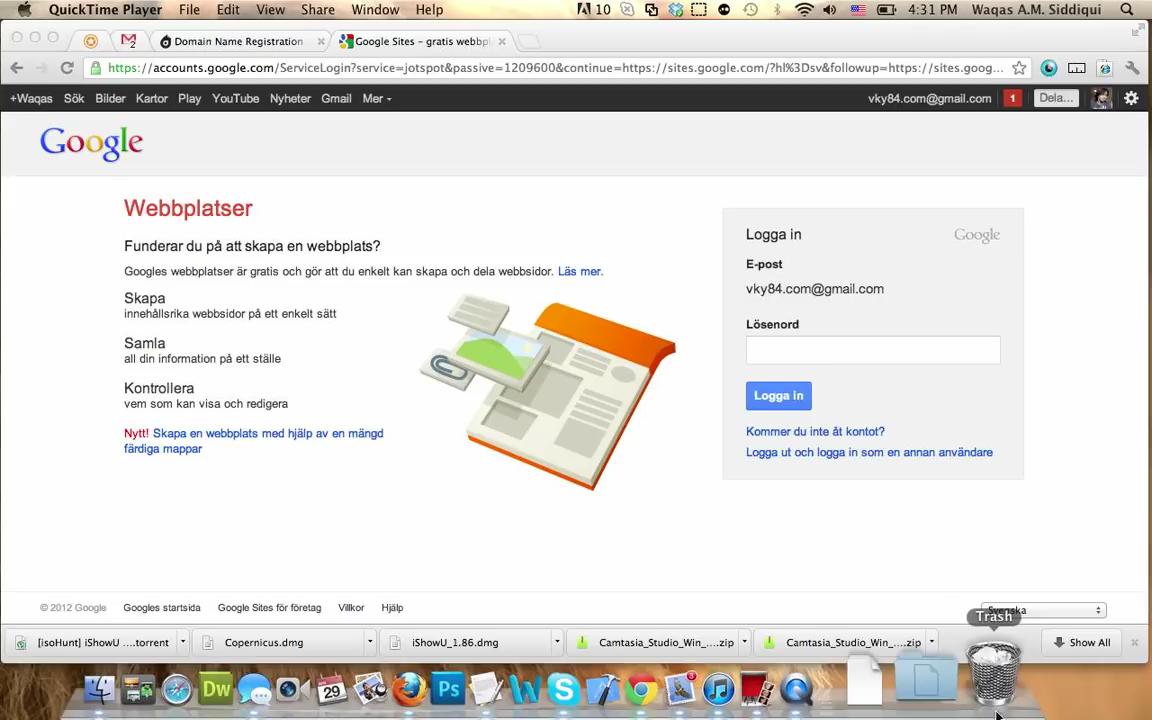 QuickTime Player File Edit View Share Window Help 10 4:31 PM Waqas A.M. Siddiqui
2 Domain Name Registration Google Sites – gratis webbpl
https://accounts.google.com/ServiceLogin?service=jotspot&passive=1209600&continue=https://sites.google.com/?hl%3Dsv&followup=https://sites.goog...
+Waqas Sök Bilder Kartor Play YouTube Nyheter Gmail Mer vky84.com@gmail.com 1 Dela...
Google
Webbplatser
Funderar du på att skapa en webbplats?
Googles webbplatser är gratis och gör att du enkelt kan skapa och dela webbsidor. Läs mer.
Skapa
innehållsrika webbsidor på ett enkelt sätt
Samla
all din information på ett ställe
Kontrollera
vem som kan visa och redigera
Nytt! Skapa en webbplats med hjälp av en mängd
färdiga mappar
Logga in Google
E-post
vky84.com@gmail.com
Lösenord
Logga in
Kommer du inte åt kontot?
Logga ut och logga in som en annan användare
© 2012 Google Googles startsida Google Sites för företag Villkor Hjälp Svenska
Trash
[isoHunt] iShowU ....torrent Copernicus.dmg iShowU_1.86.dmg Camtasia_Studio_Win_....zip Camtasia_Studio_Win_....zip Show All
Dw 29 Ps W S 3